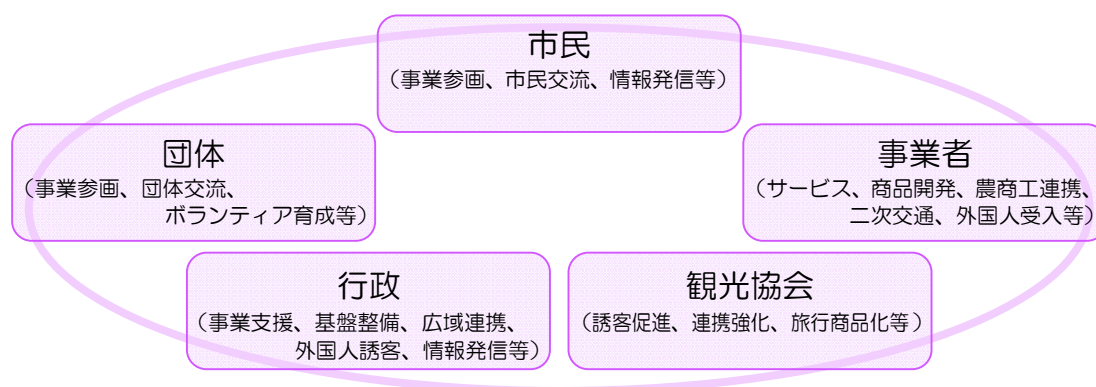 市民
(事業参画、市民交流、情報発信等)
団体
(事業参画、団体交流、
ボランティア育成等)
事業者
(サービス、商品開発、農商工連携、
二次交通、外国人受入等)
行政
(事業支援、基盤整備、広域連携、
外国人誘客、情報発信等)
観光協会
(誘客促進、連携強化、旅行商品化等)